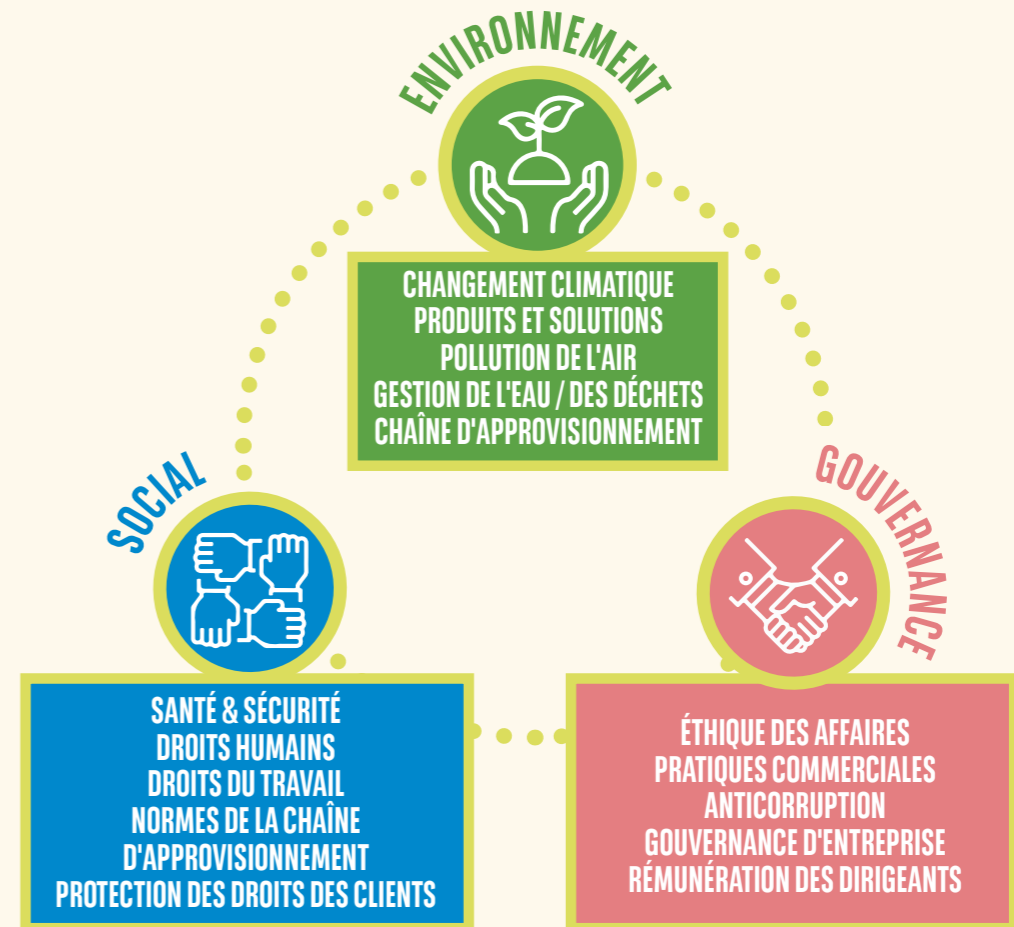 ENVIRONNEMENT
CHANGEMENT CLIMATIQUE
PRODUITS ET SOLUTIONS
POLLUTION DE L'AIR
GESTION DE L'EAU / DES DÉCHETS
CHAÎNE D'APPROVISIONNEMENT
SOCIAL
SANTÉ & SÉCURITÉ
DROITS HUMAINS
DROITS DU TRAVAIL
NORMES DE LA CHAÎNE
D'APPROVISIONNEMENT
PROTECTION DES DROITS DES CLIENTS
GOUVERNANCE
ÉTHIQUE DES AFFAIRES
PRATIQUES COMMERCIALES
ANTICORRUPTION
GOUVERNANCE D'ENTREPRISE
RÉMUNÉRATION DES DIRIGEANTS